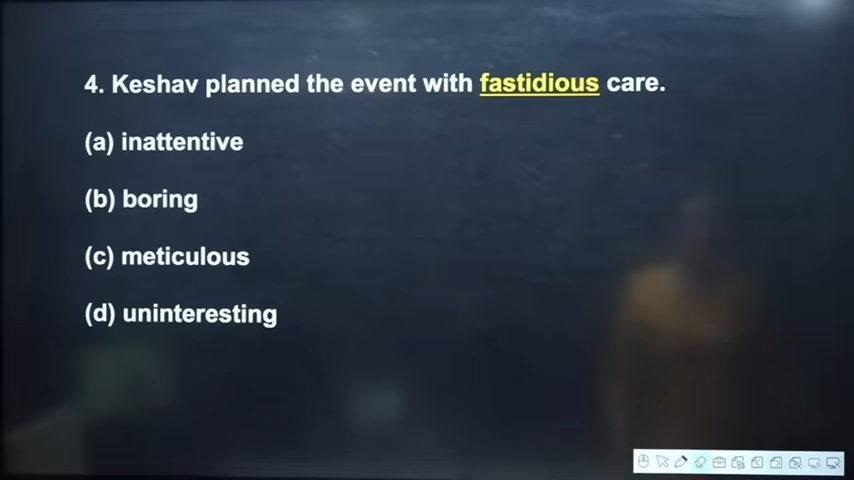 4. Keshav planned the event with fastidious care.
(a) inattentive
(b) boring
(c) meticulous
(d) uninteresting